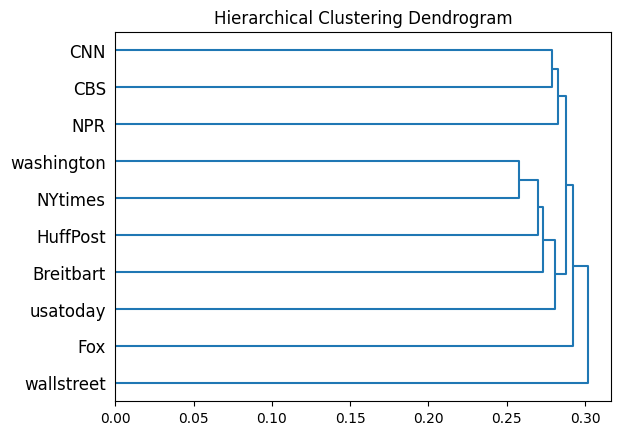 Hierarchical Clustering Dendrogram
CNN
CBS
NPR
washington
NYtimes
HuffPost
Breitbart
usatoday
Fox
wallstreet
0.00 0.05 0.10 0.15 0.20 0.25 0.30